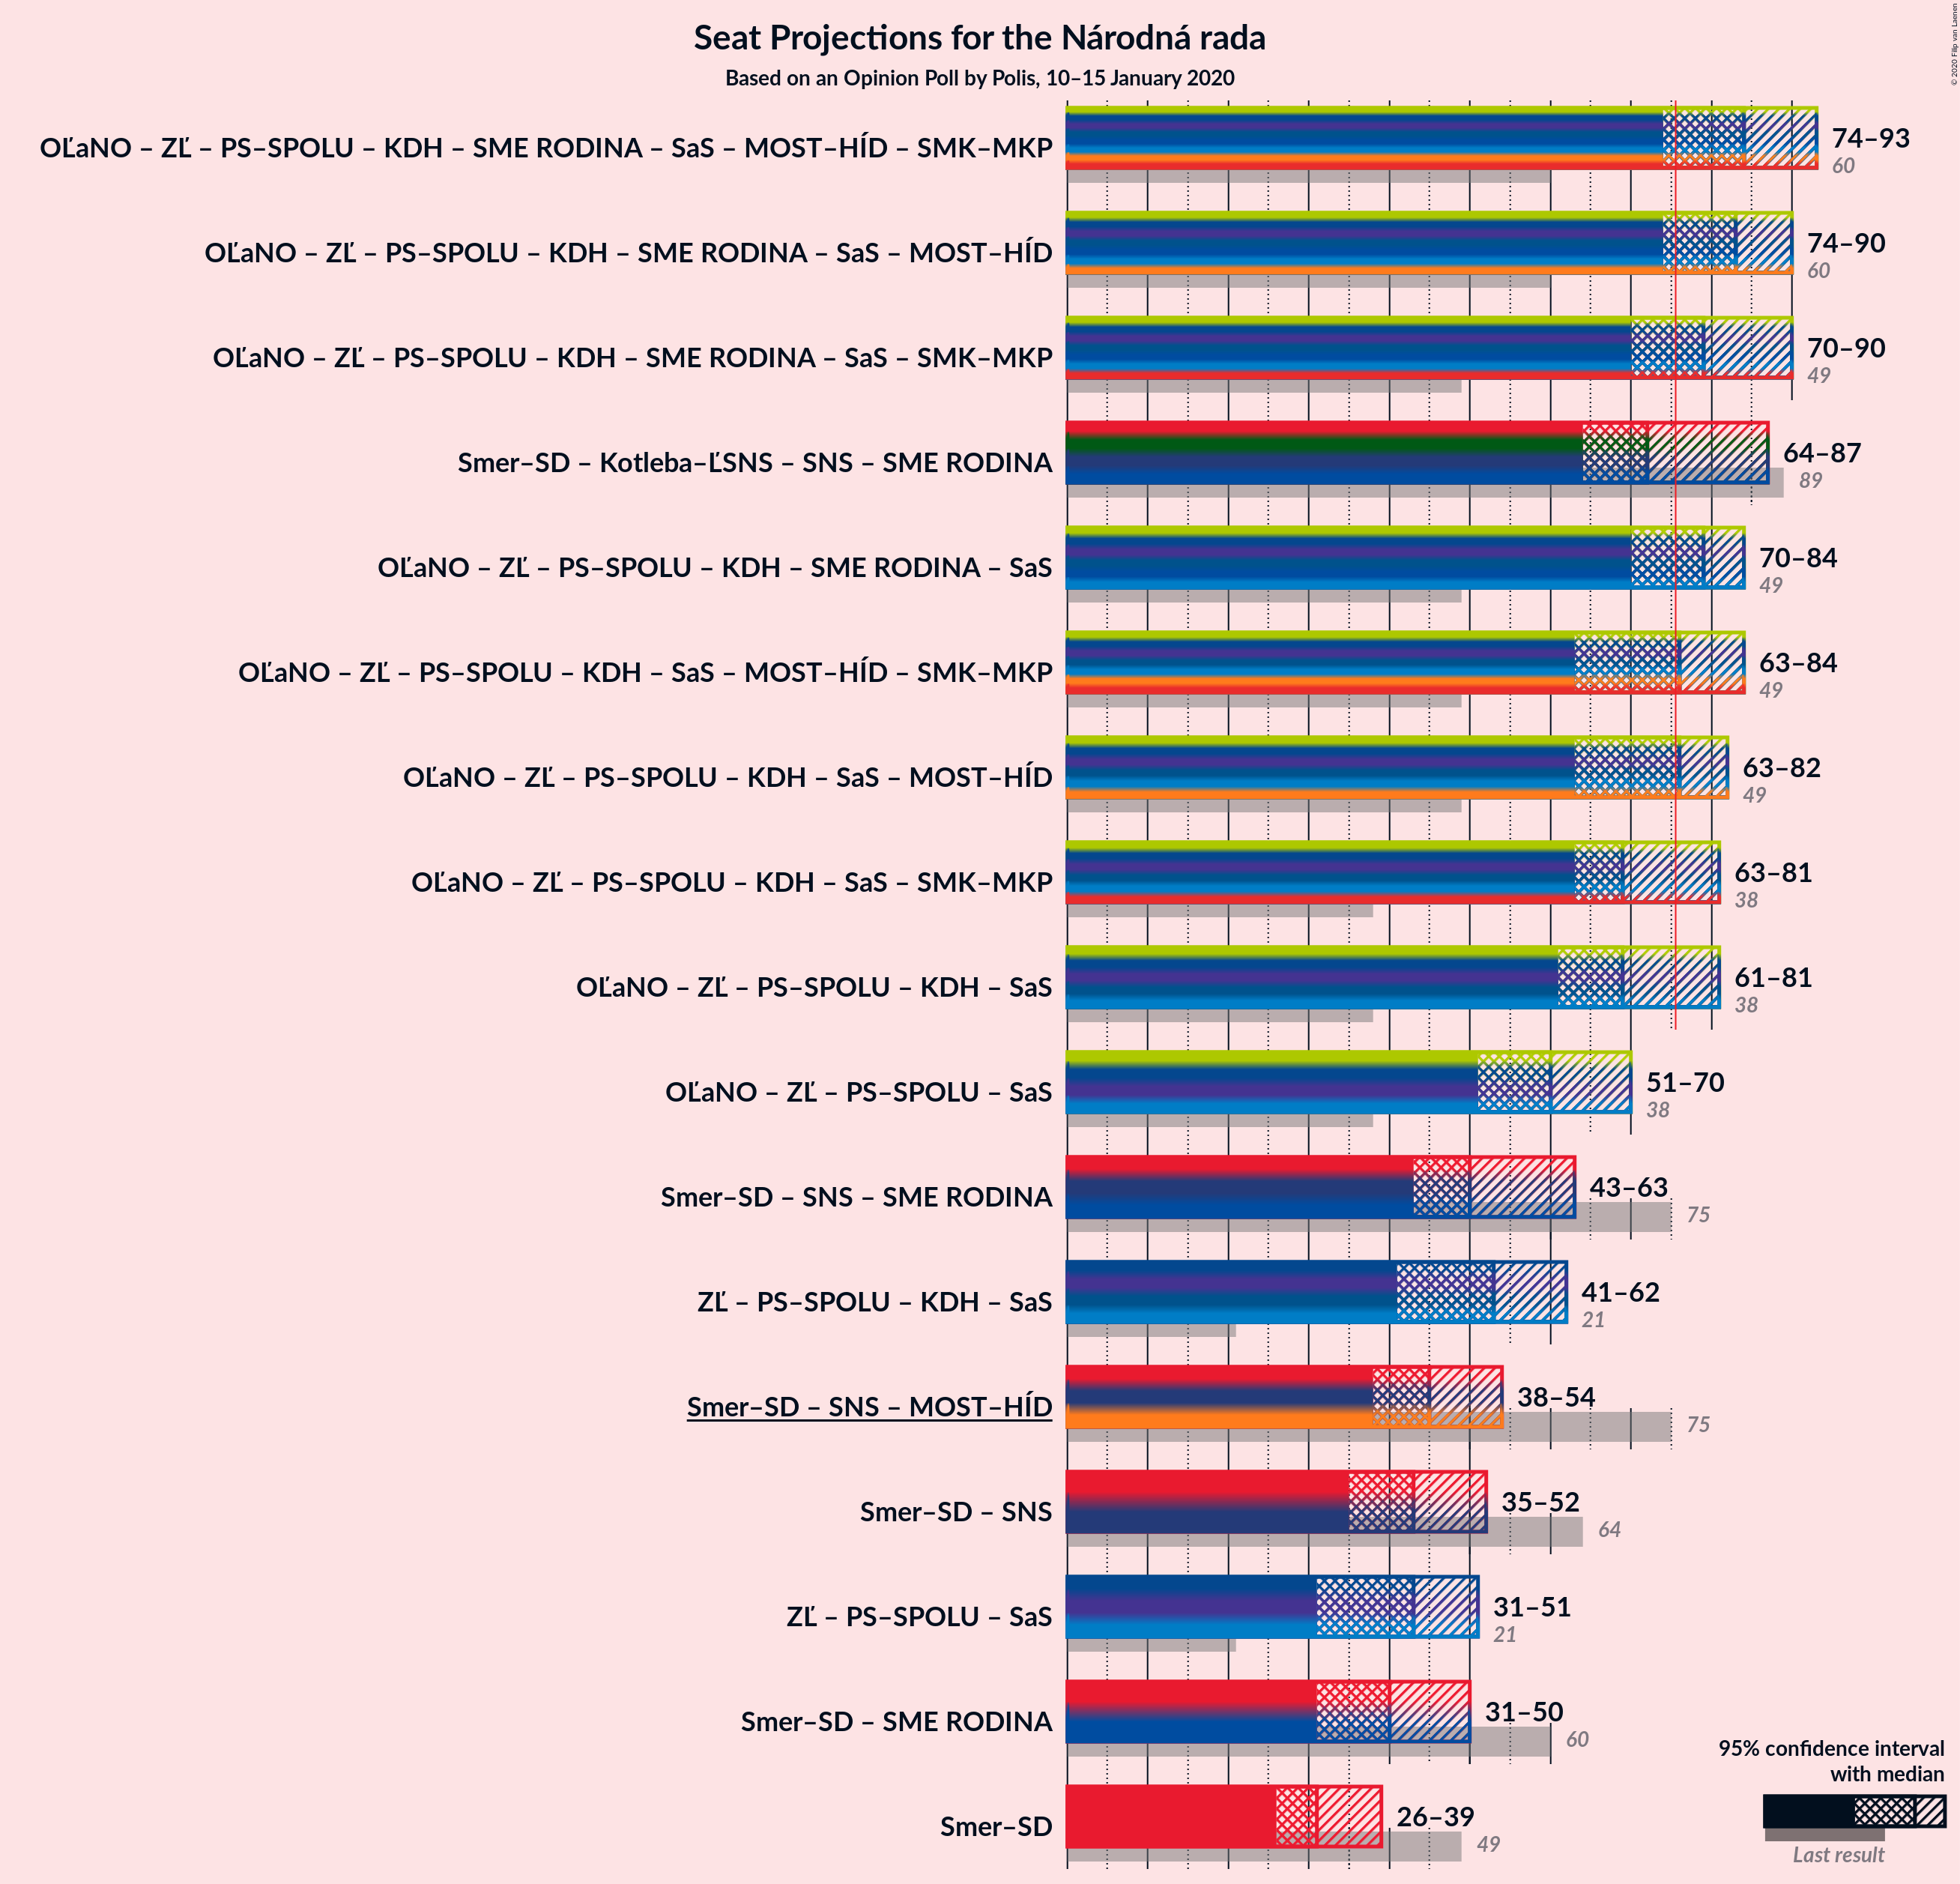 Seat Projections for the Národná rada
Based on an Opinion Poll by Polis, 10–15 January 2020
© 2020 Filip van Laenen
OĽaNO – ZĽ – PS–SPOLU – KDH – SME RODINA – SaS – MOST–HÍD – SMK–MKP
74–93
60
OĽaNO – ZĽ – PS–SPOLU – KDH – SME RODINA – SaS – MOST–HÍD
74–90
60
OĽaNO – ZĽ – PS–SPOLU – KDH – SME RODINA – SaS – SMK–MKP
70–90
49
Smer–SD – Kotleba–ĽSNS – SNS – SME RODINA
64–87
89
OĽaNO – ZĽ – PS–SPOLU – KDH – SME RODINA – SaS
70–84
49
OĽaNO – ZĽ – PS–SPOLU – KDH – SaS – MOST–HÍD – SMK–MKP
63–84
49
OĽaNO – ZĽ – PS–SPOLU – KDH – SaS – MOST–HÍD
63–82
49
OĽaNO – ZĽ – PS–SPOLU – KDH – SaS – SMK–MKP
63–81
38
OĽaNO – ZĽ – PS–SPOLU – KDH – SaS
61–81
38
OĽaNO – ZĽ – PS–SPOLU – SaS
51–70
38
Smer–SD – SNS – SME RODINA
43–63
75
ZĽ – PS–SPOLU – KDH – SaS
41–62
21
Smer–SD – SNS – MOST–HÍD
38–54
75
Smer–SD – SNS
35–52
64
ZĽ – PS–SPOLU – SaS
31–51
21
Smer–SD – SME RODINA
31–50
60
Smer–SD
26–39
49
95% confidence interval
with median
Last result